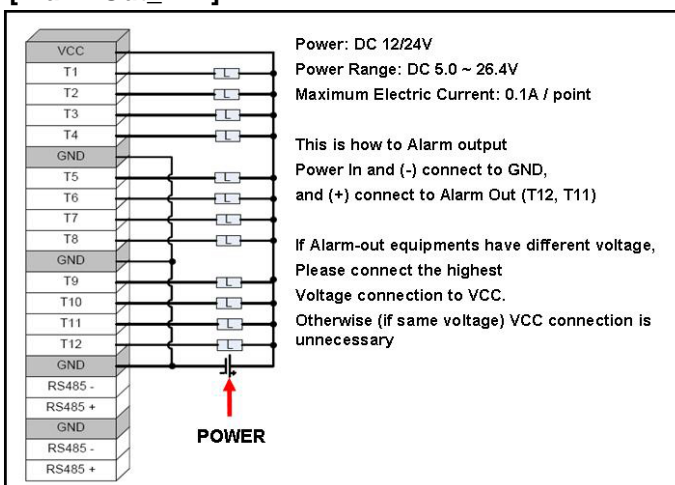 VCC
T1
T2
T3
T4
GND
T5
T6
T7
T8
GND
T9
T10
T11
T12
GND
RS485 -
RS485 +
GND
RS485 -
RS485 +
L
L
L
L
L
L
L
L
L
L
L
L
POWER
Power: DC 12/24V
Power Range: DC 5.0 ~ 26.4V
Maximum Electric Current: 0.1A / point
This is how to Alarm output
Power In and (-) connect to GND,
and (+) connect to Alarm Out (T12, T11)
If Alarm-out equipments have different voltage,
Please connect the highest
Voltage connection to VCC.
Otherwise (if same voltage) VCC connection is
unnecessary